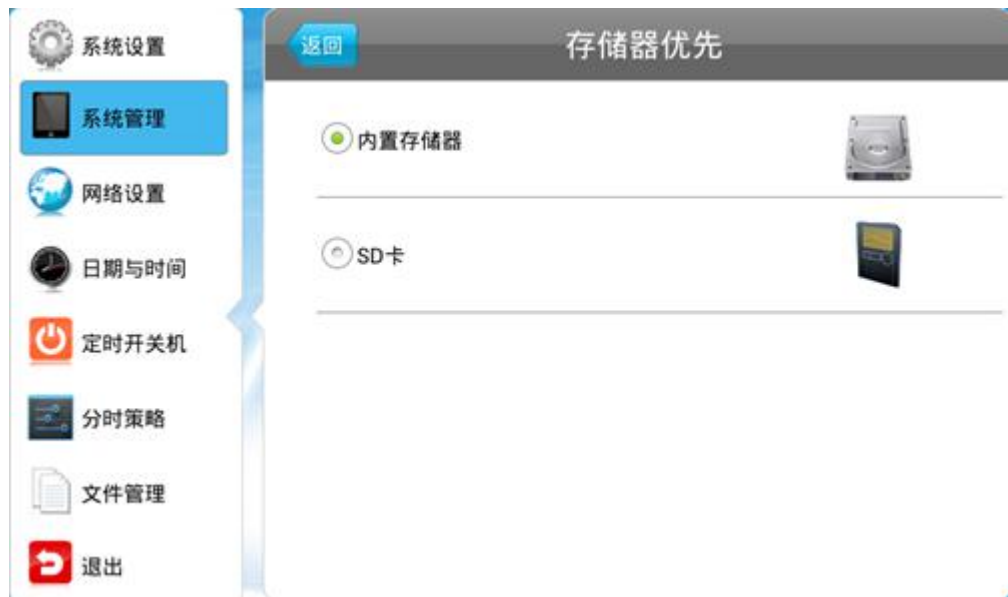 系统设置
系统管理
网络设置
日期与时间
定时开关机
分时策略
文件管理
退出
返回
存储器优先
内置存储器
SD卡